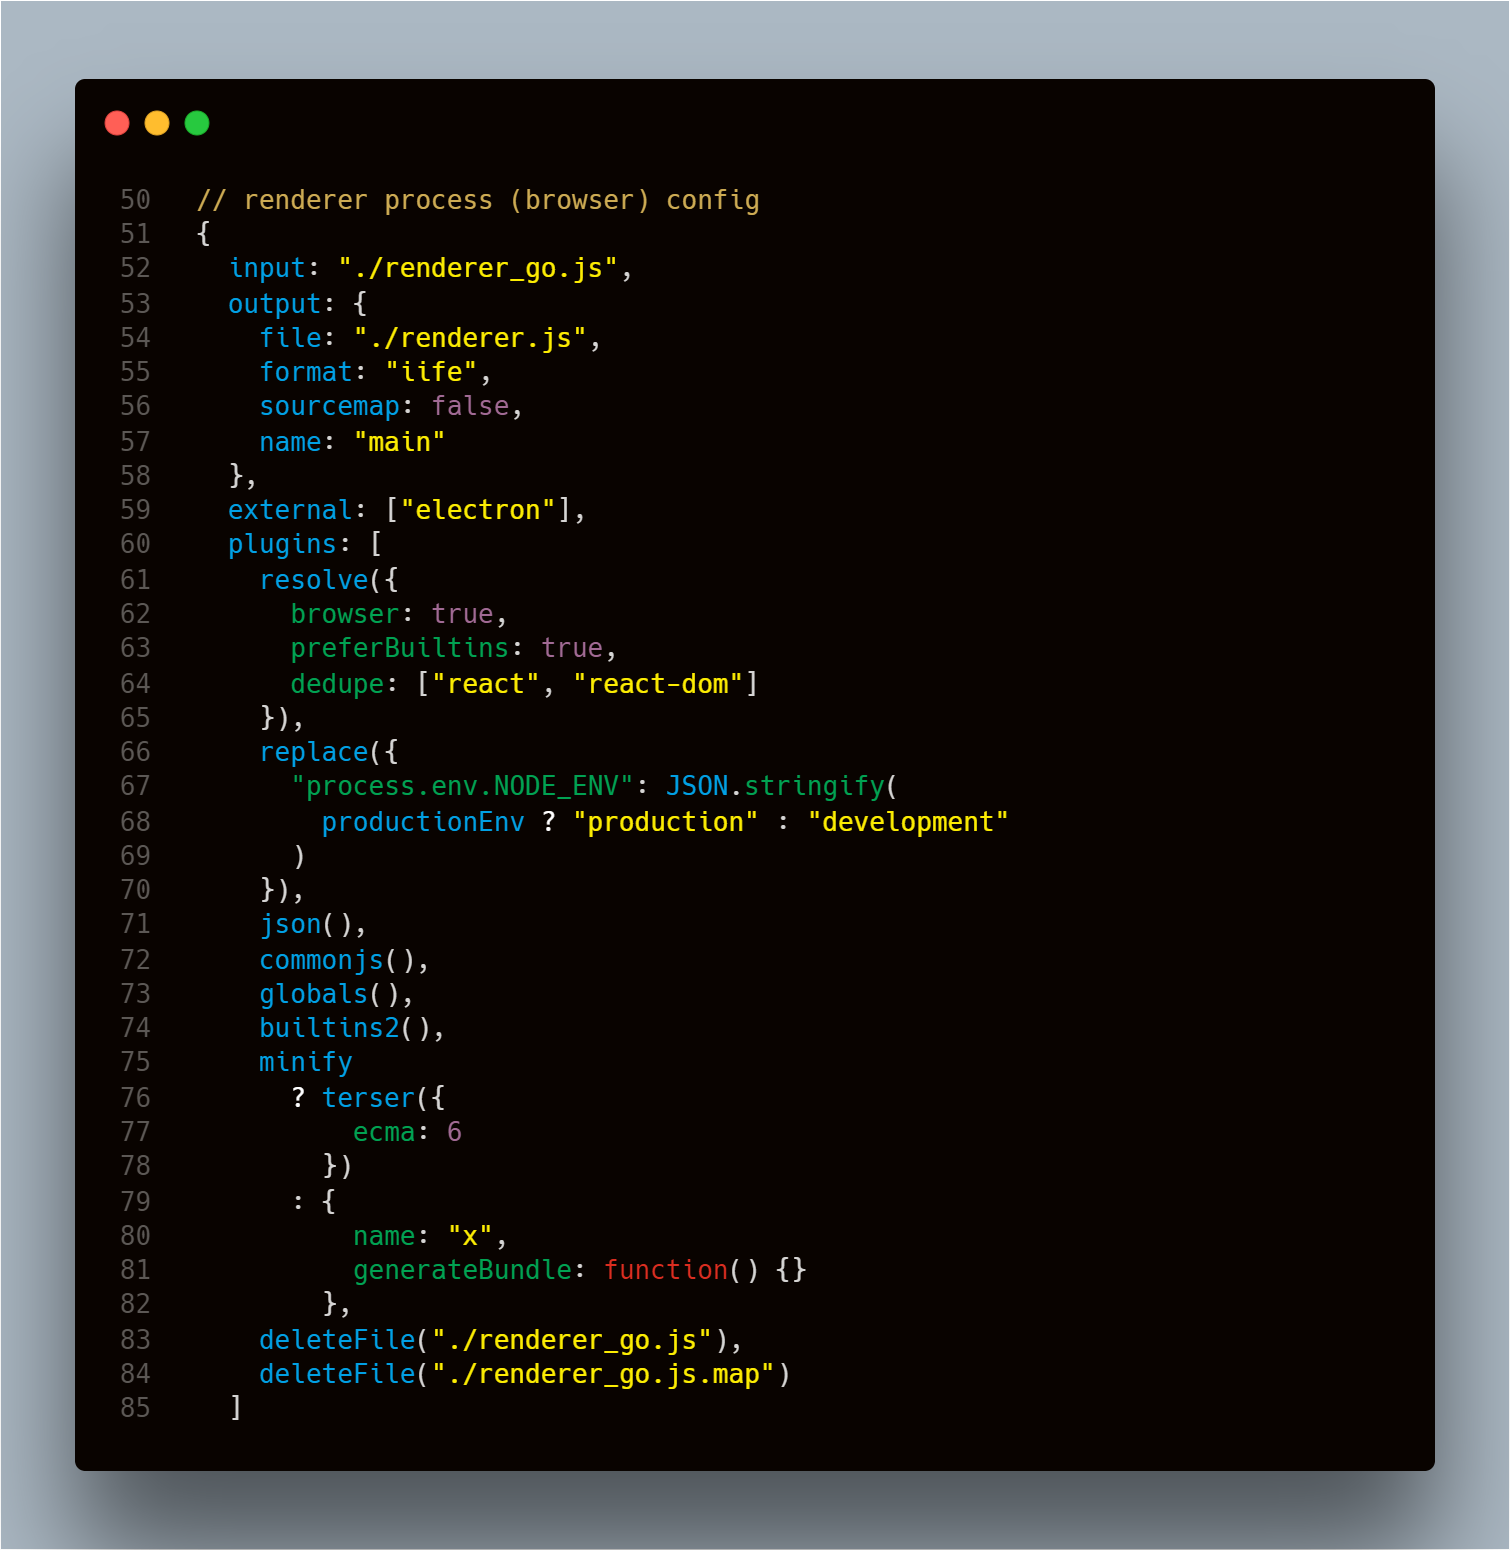 50   // renderer process (browser) config
51   {
52     input: "./renderer_go.js",
53     output: {
54       file: "./renderer.js",
55       format: "iife",
56       sourcemap: false,
57       name: "main"
58     },
59     external: ["electron"],
60     plugins: [
61       resolve({
62         browser: true,
63         preferBuiltins: true,
64         dedupe: ["react", "react-dom"]
65       }),
66       replace({
67         "process.env.NODE_ENV": JSON.stringify(
68           productionEnv ? "production" : "development"
69         )
70       }),
71       json(),
72       commonjs(),
73       globals(),
74       builtins2(),
75       minify
76         ? terser({
77             ecma: 6
78           })
79         : {
80             name: "x",
81             generateBundle: function() {}
82           },
83       deleteFile("./renderer_go.js"),
84       deleteFile("./renderer_go.js.map")
85     ]